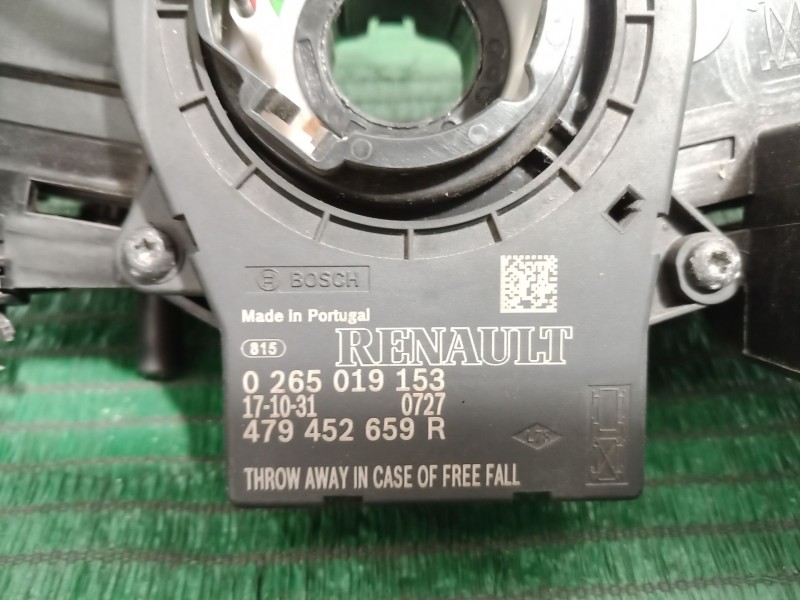 BOSCH
Made in Portugal
815
RENAULT
0 265 019 153
17-10-31 0727
479 452 659 R
THROW AWAY IN CASE OF FREE FALL